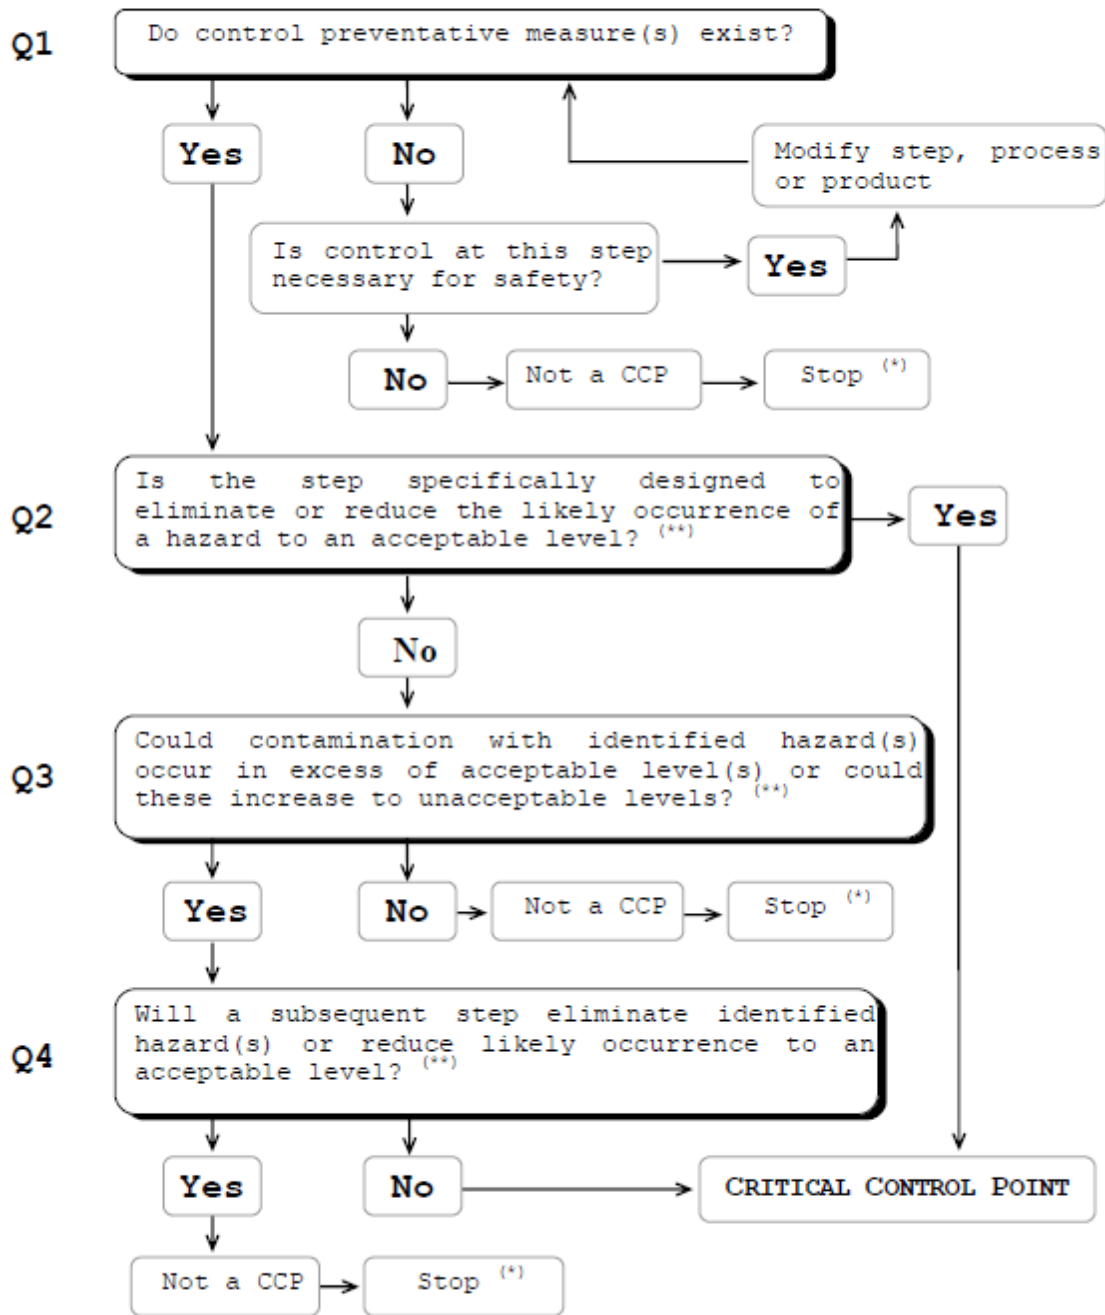 Q1
Do control preventative measure(s) exist?
Yes
No
Modify step, process
or product
Is control at this step
necessary for safety?
Yes
No
Not a CCP
Stop (*)
Q2
Is the step specifically designed to
eliminate or reduce the likely occurrence of
a hazard to an acceptable level? (**)
Yes
No
Q3
Could contamination with identified hazard(s)
occur in excess of acceptable level(s) or could
these increase to unacceptable levels? (**)
Yes
No
Not a CCP
Stop (*)
Q4
Will a subsequent step eliminate identified
hazard(s) or reduce likely occurrence to an
acceptable level? (**)
Yes
No
CRITICAL CONTROL POINT
Not a CCP
Stop (*)